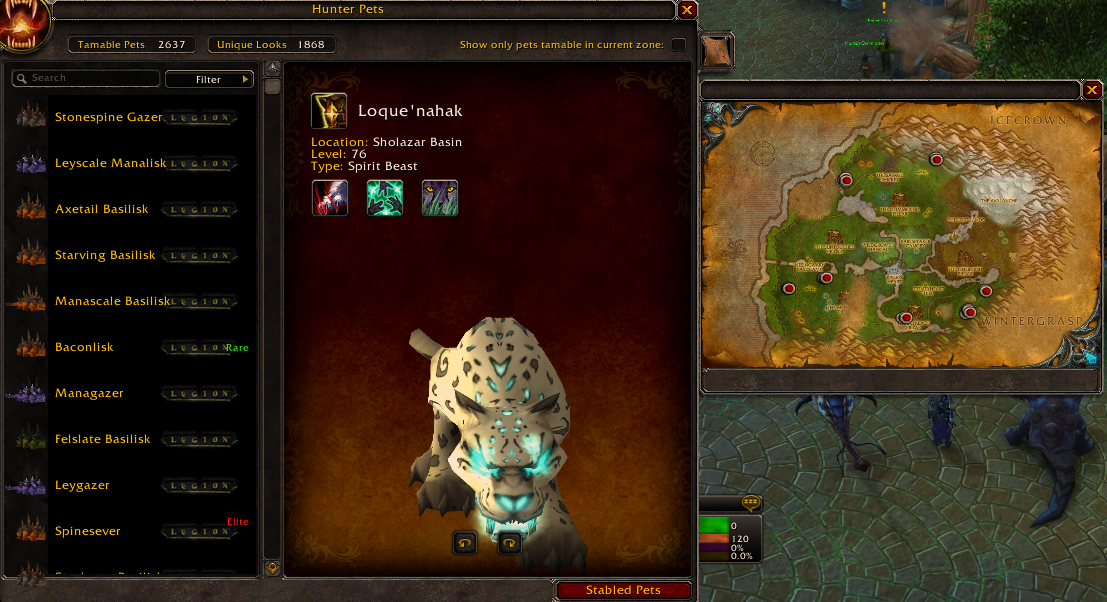 Hunter Pets
Tamable Pets 2637
Unique Looks 1868
Show only pets tamable in current zone:
Search
Filter
Stonespine Gazer LEGION
Leyscale Manalisk LEGION
Axetail Basilisk LEGION
Starving Basilisk LEGION
Manascale Basilisk LEGION
Baconlisk LEGION Rare
Managazer LEGION
Felslate Basilisk LEGION
Leygazer LEGION
Spinesever LEGION Elite
Loque'nahak
Location: Sholazar Basin
Level: 76
Type: Spirit Beast
Stabled Pets
ICECROWN
THE AVALANCHE
WINTERGRASP
zzz
0
120
0%
0.0%